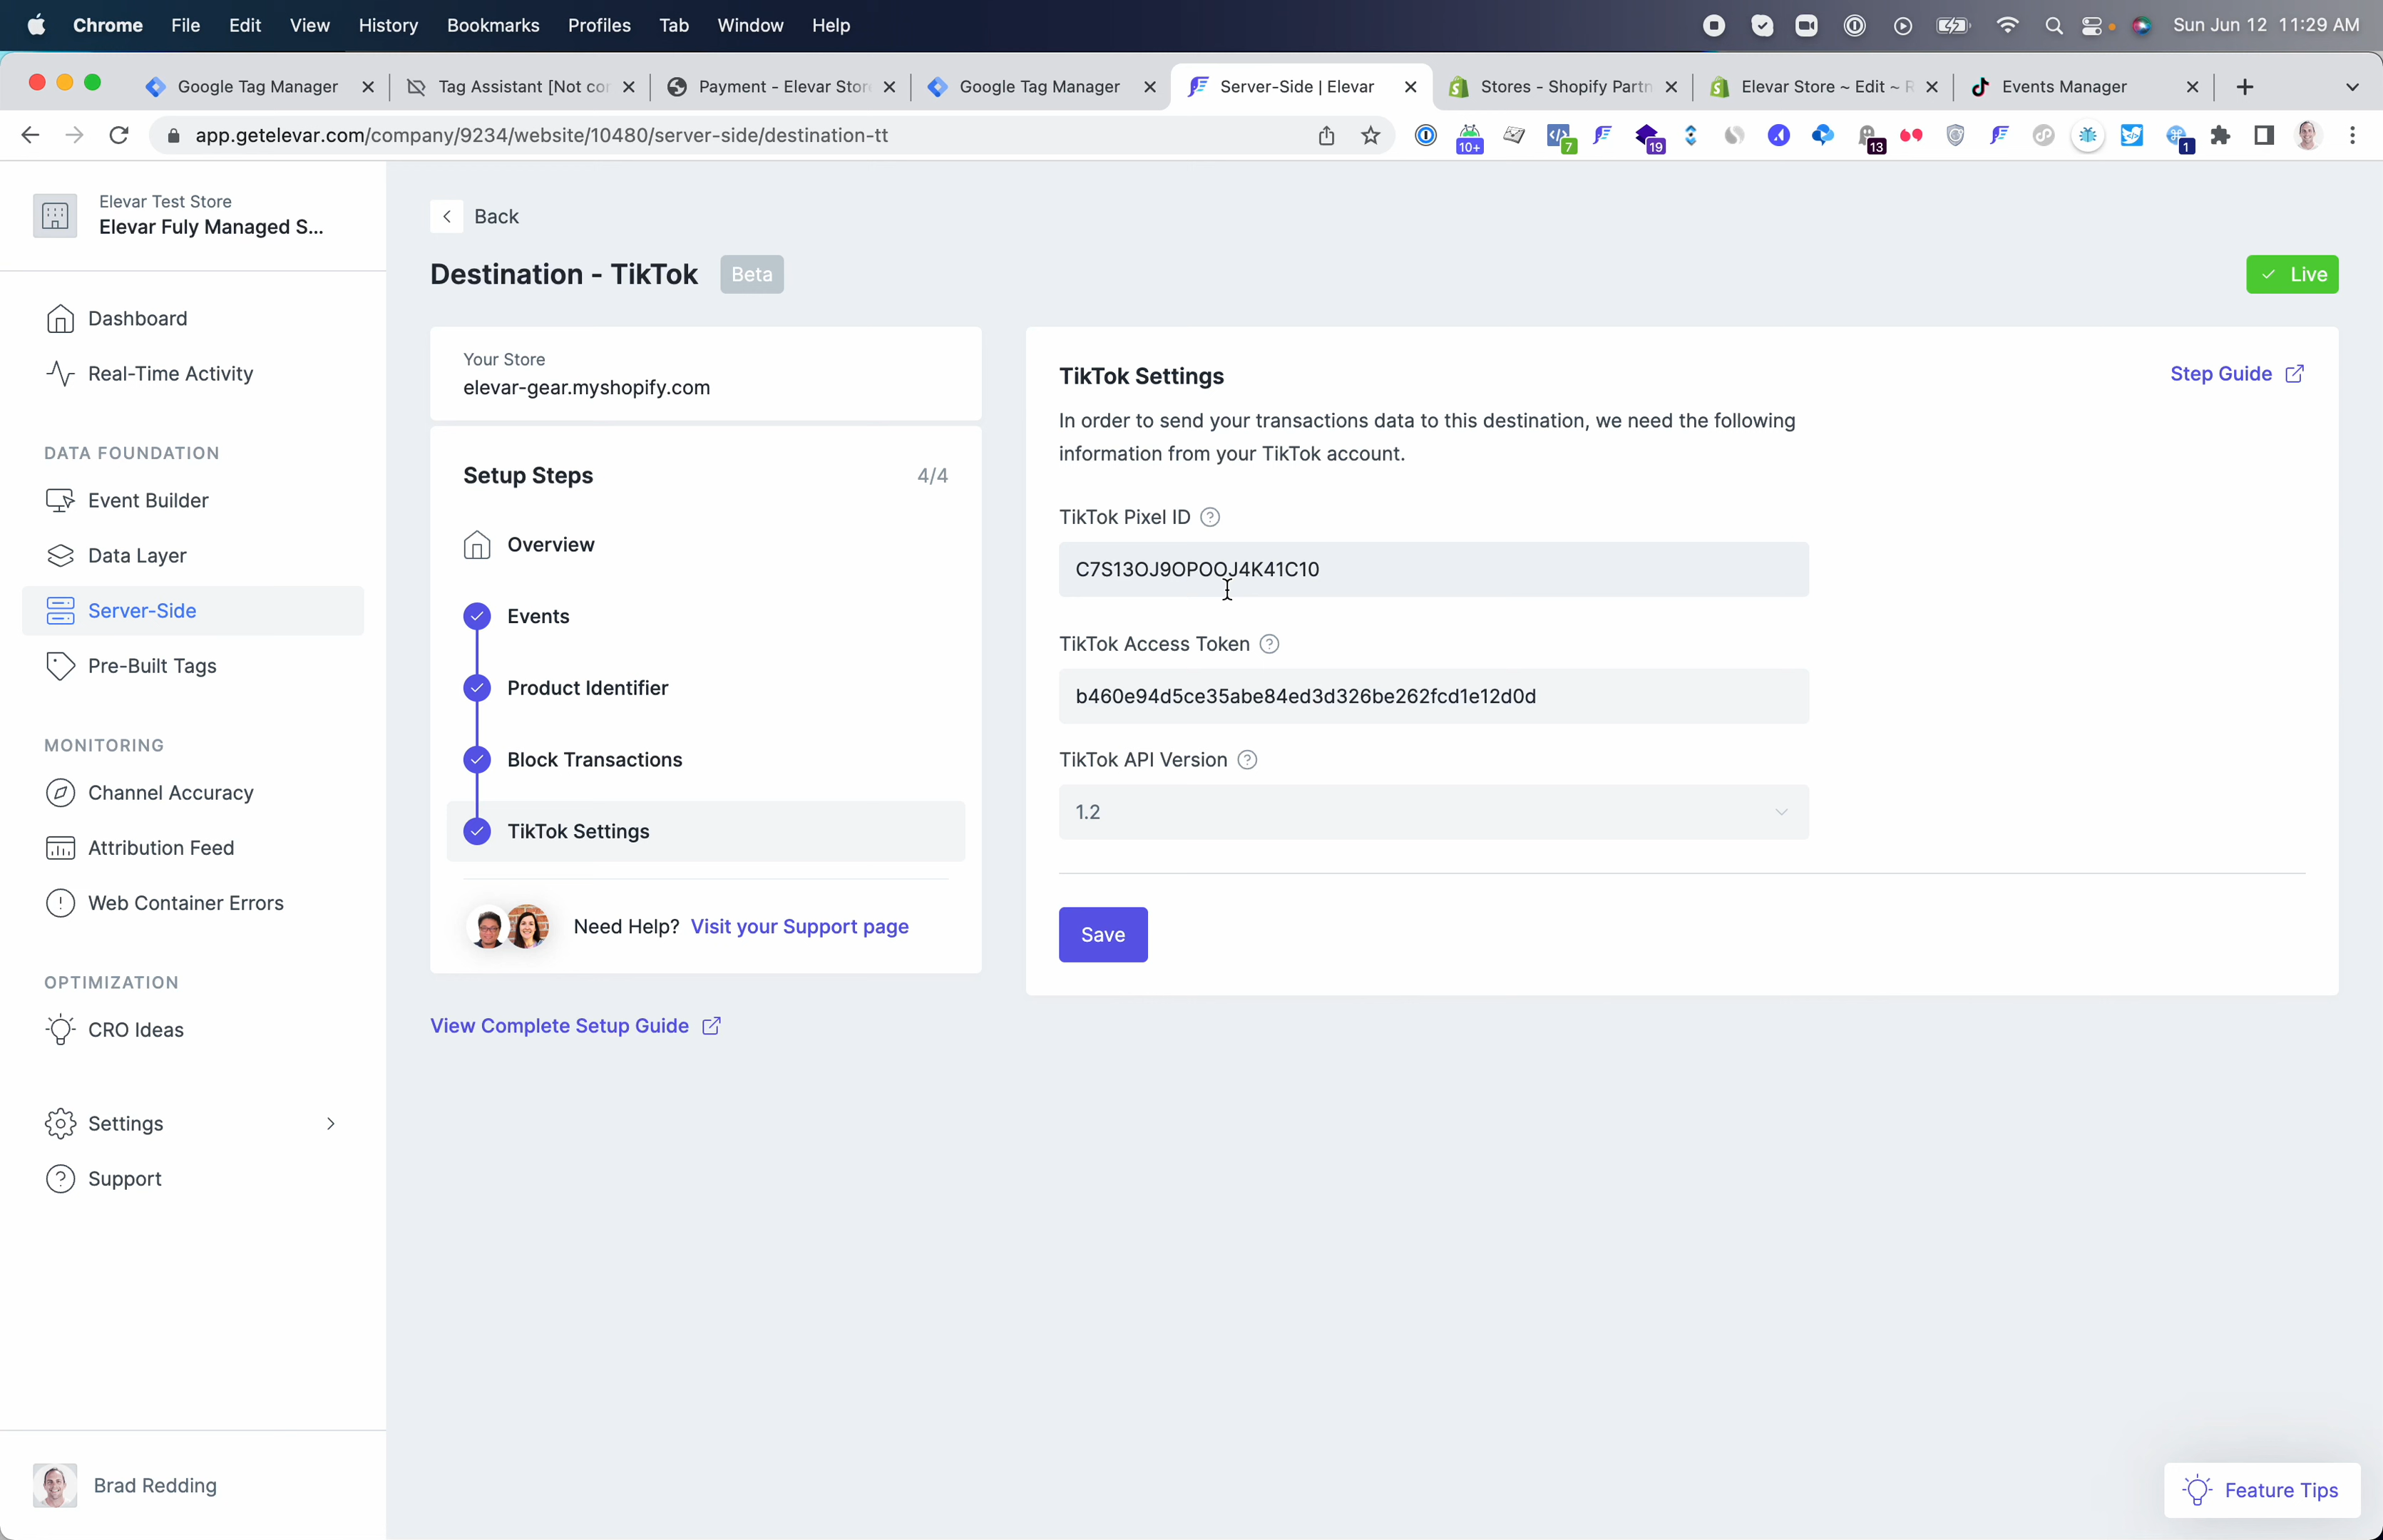 Chrome File Edit View History Bookmarks Profiles Tab Window Help Sun Jun 12 11:29 AM
Google Tag Manager Tag Assistant [Not cor Payment - Elevar Stor Google Tag Manager Server-Side | Elevar Stores - Shopify Partn Elevar Store ~ Edit ~ R Events Manager
app.getelevar.com/company/9234/website/10480/server-side/destination-tt 10+ 7 19 13 1
Elevar Test Store
Elevar Fuly Managed S...
Dashboard
Real-Time Activity
DATA FOUNDATION
Event Builder
Data Layer
Server-Side
Pre-Built Tags
MONITORING
Channel Accuracy
Attribution Feed
Web Container Errors
OPTIMIZATION
CRO Ideas
Settings
Support
Brad Redding
Back
Destination - TikTok Beta
Live
Your Store
elevar-gear.myshopify.com
Setup Steps 4/4
Overview
Events
Product Identifier
Block Transactions
TikTok Settings
Need Help? Visit your Support page
View Complete Setup Guide
TikTok Settings
Step Guide
In order to send your transactions data to this destination, we need the following
information from your TikTok account.
TikTok Pixel ID
C7S13OJ9OPOOJ4K41C10
TikTok Access Token
b460e94d5ce35abe84ed3d326be262fcd1e12d0d
TikTok API Version
1.2
Save
Feature Tips